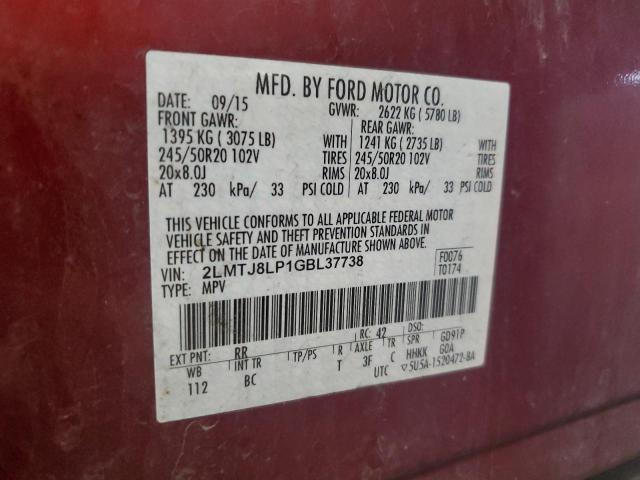 MFD. BY FORD MOTOR CO.
DATE: 09/15 GVWR: 2622 KG ( 5780 LB)
FRONT GAWR: REAR GAWR:
1395 KG ( 3075 LB) WITH 1241 KG ( 2735 LB) WITH
245/50R20 102V TIRES 245/50R20 102V TIRES
20x8.0J RIMS 20x8.0J RIMS
AT 230 kPa/ 33 PSI COLD AT 230 kPa/ 33 PSI COLD
THIS VEHICLE CONFORMS TO ALL APPLICABLE FEDERAL MOTOR
VEHICLE SAFETY AND THEFT PREVENTION STANDARDS IN
EFFECT ON THE DATE OF MANUFACTURE SHOWN ABOVE.
VIN: 2LMTJ8LP1GBL37738 F0076
TYPE: MPV T0174
EXT PNT: RR RC: 42 DSO:
WB INT TR TP/PS R AXLE TR SPR GD91P
112 BC T 3F C HHKK GDA
UTC 5U5A-1520472-BA